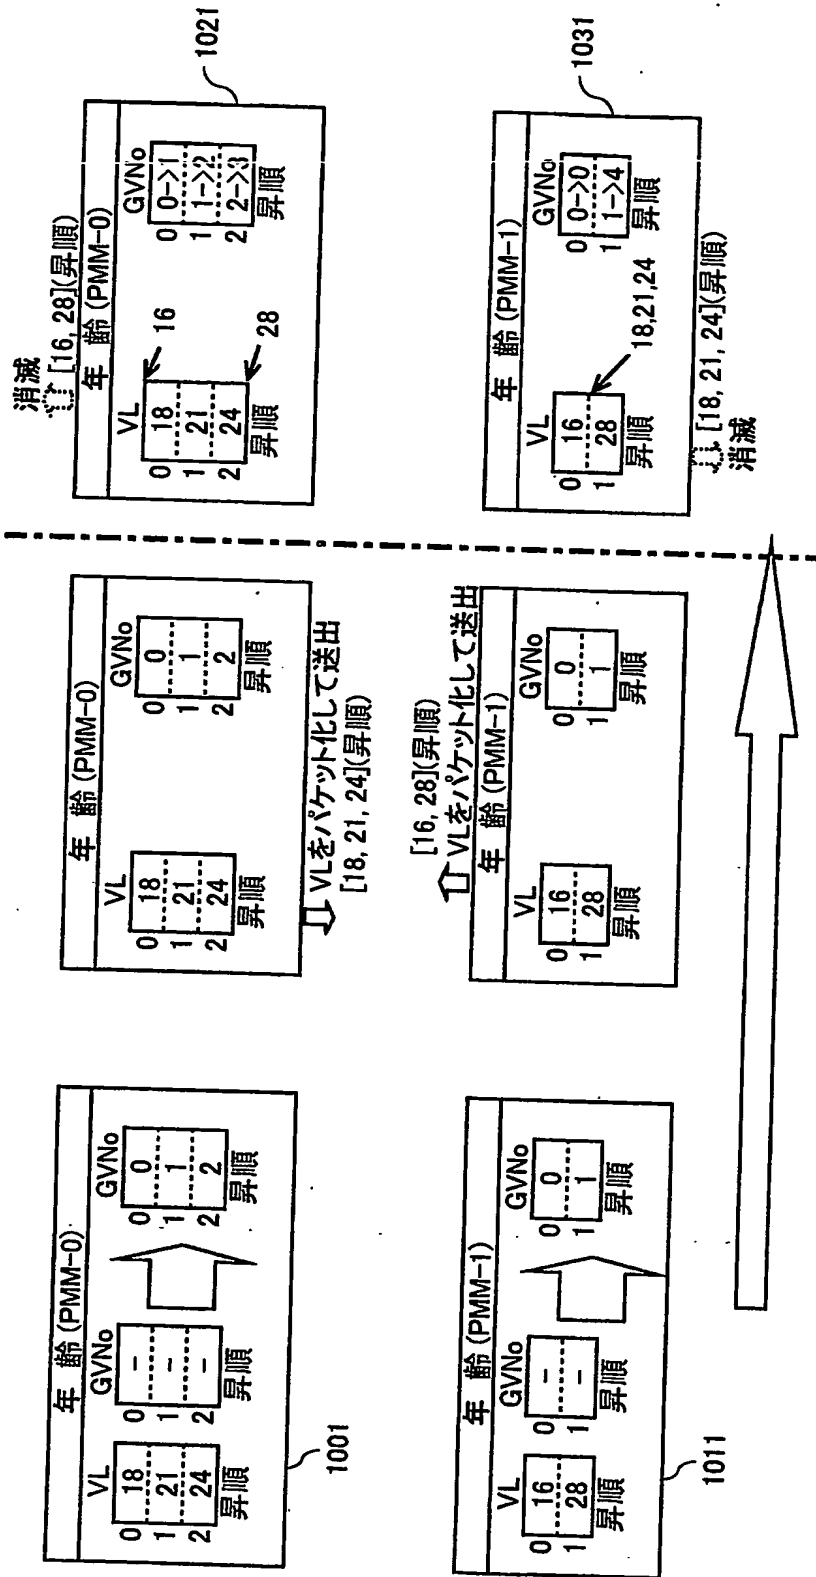 年 齢(PMM-0)
VL GVNo GVNo
0 18 0 - 0 0
1 21 1 - 1 1
2 24 2 - 2 2
昇順 昇順 昇順
1001
年 齢(PMM-1)
VL GVNo GVNo
0 16 0 - 0 0
1 28 1 - 1 1
昇順 昇順 昇順
1011
年 齢(PMM-0)
VL GVNo
0 18 0 0
1 21 1 1
2 24 2 2
昇順 昇順
VLをパケット化して送出
[18, 21, 24](昇順)
[16, 28](昇順)
VLをパケット化して送出
年 齢(PMM-1)
VL GVNo
0 16 0 0
1 28 1 1
昇順 昇順
消滅
[16, 28](昇順)
年 齢(PMM-0)
VL GVNo
16
0 18 0 0->1
1 21 1 1->2
2 24 2 2->3
28
昇順 昇順
1021
年 齢(PMM-1)
VL GVNo
0 16 0 0->0
1 28 1 1->4
18,21,24
昇順 昇順
1031
[18, 21, 24](昇順)
消滅